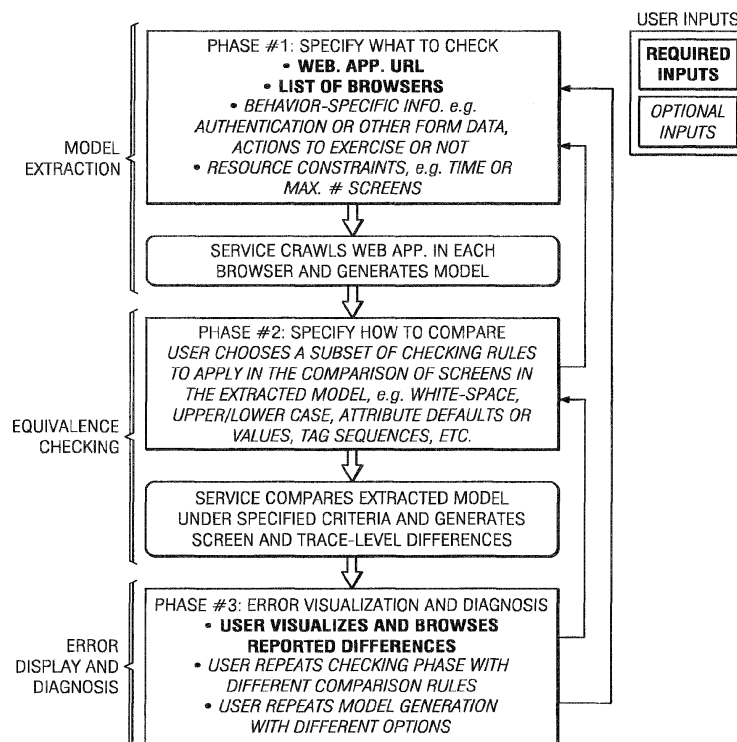 USER INPUTS
REQUIRED
INPUTS
OPTIONAL
INPUTS
MODEL
EXTRACTION
PHASE #1: SPECIFY WHAT TO CHECK
• WEB. APP. URL
• LIST OF BROWSERS
• BEHAVIOR-SPECIFIC INFO. e.g.
AUTHENTICATION OR OTHER FORM DATA,
ACTIONS TO EXERCISE OR NOT
• RESOURCE CONSTRAINTS, e.g. TIME OR
MAX. # SCREENS
SERVICE CRAWLS WEB APP. IN EACH
BROWSER AND GENERATES MODEL
EQUIVALENCE
CHECKING
PHASE #2: SPECIFY HOW TO COMPARE
USER CHOOSES A SUBSET OF CHECKING RULES
TO APPLY IN THE COMPARISON OF SCREENS IN
THE EXTRACTED MODEL, e.g. WHITE-SPACE,
UPPER/LOWER CASE, ATTRIBUTE DEFAULTS OR
VALUES, TAG SEQUENCES, ETC.
SERVICE COMPARES EXTRACTED MODEL
UNDER SPECIFIED CRITERIA AND GENERATES
SCREEN AND TRACE-LEVEL DIFFERENCES
ERROR
DISPLAY AND
DIAGNOSIS
PHASE #3: ERROR VISUALIZATION AND DIAGNOSIS
• USER VISUALIZES AND BROWSES
REPORTED DIFFERENCES
• USER REPEATS CHECKING PHASE WITH
DIFFERENT COMPARISON RULES
• USER REPEATS MODEL GENERATION
WITH DIFFERENT OPTIONS